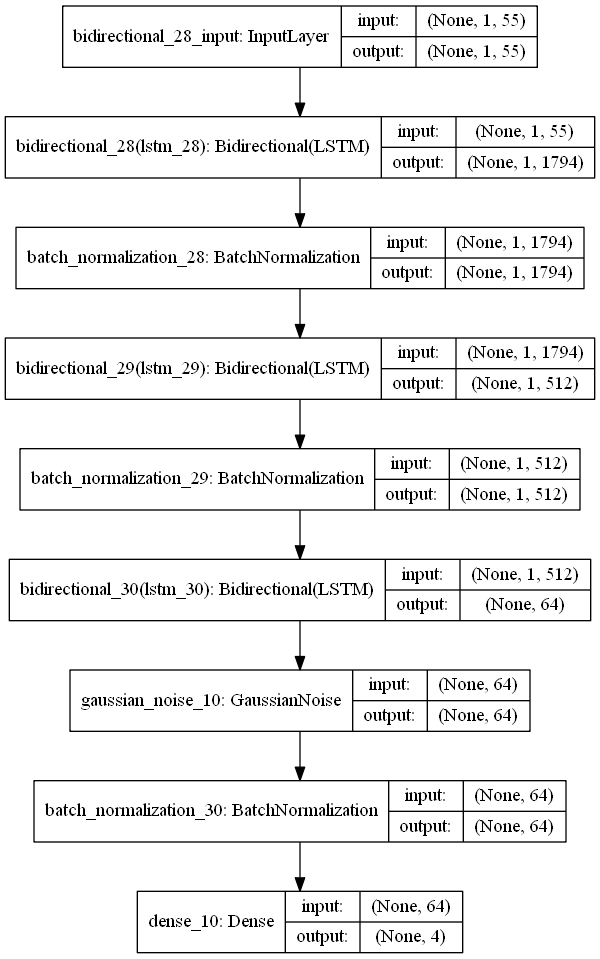 bidirectional_28_input: InputLayer
input: (None, 1, 55)
output: (None, 1, 55)
bidirectional_28(lstm_28): Bidirectional(LSTM)
input: (None, 1, 55)
output: (None, 1, 1794)
batch_normalization_28: BatchNormalization
input: (None, 1, 1794)
output: (None, 1, 1794)
bidirectional_29(lstm_29): Bidirectional(LSTM)
input: (None, 1, 1794)
output: (None, 1, 512)
batch_normalization_29: BatchNormalization
input: (None, 1, 512)
output: (None, 1, 512)
bidirectional_30(lstm_30): Bidirectional(LSTM)
input: (None, 1, 512)
output: (None, 64)
gaussian_noise_10: GaussianNoise
input: (None, 64)
output: (None, 64)
batch_normalization_30: BatchNormalization
input: (None, 64)
output: (None, 64)
dense_10: Dense
input: (None, 64)
output: (None, 4)